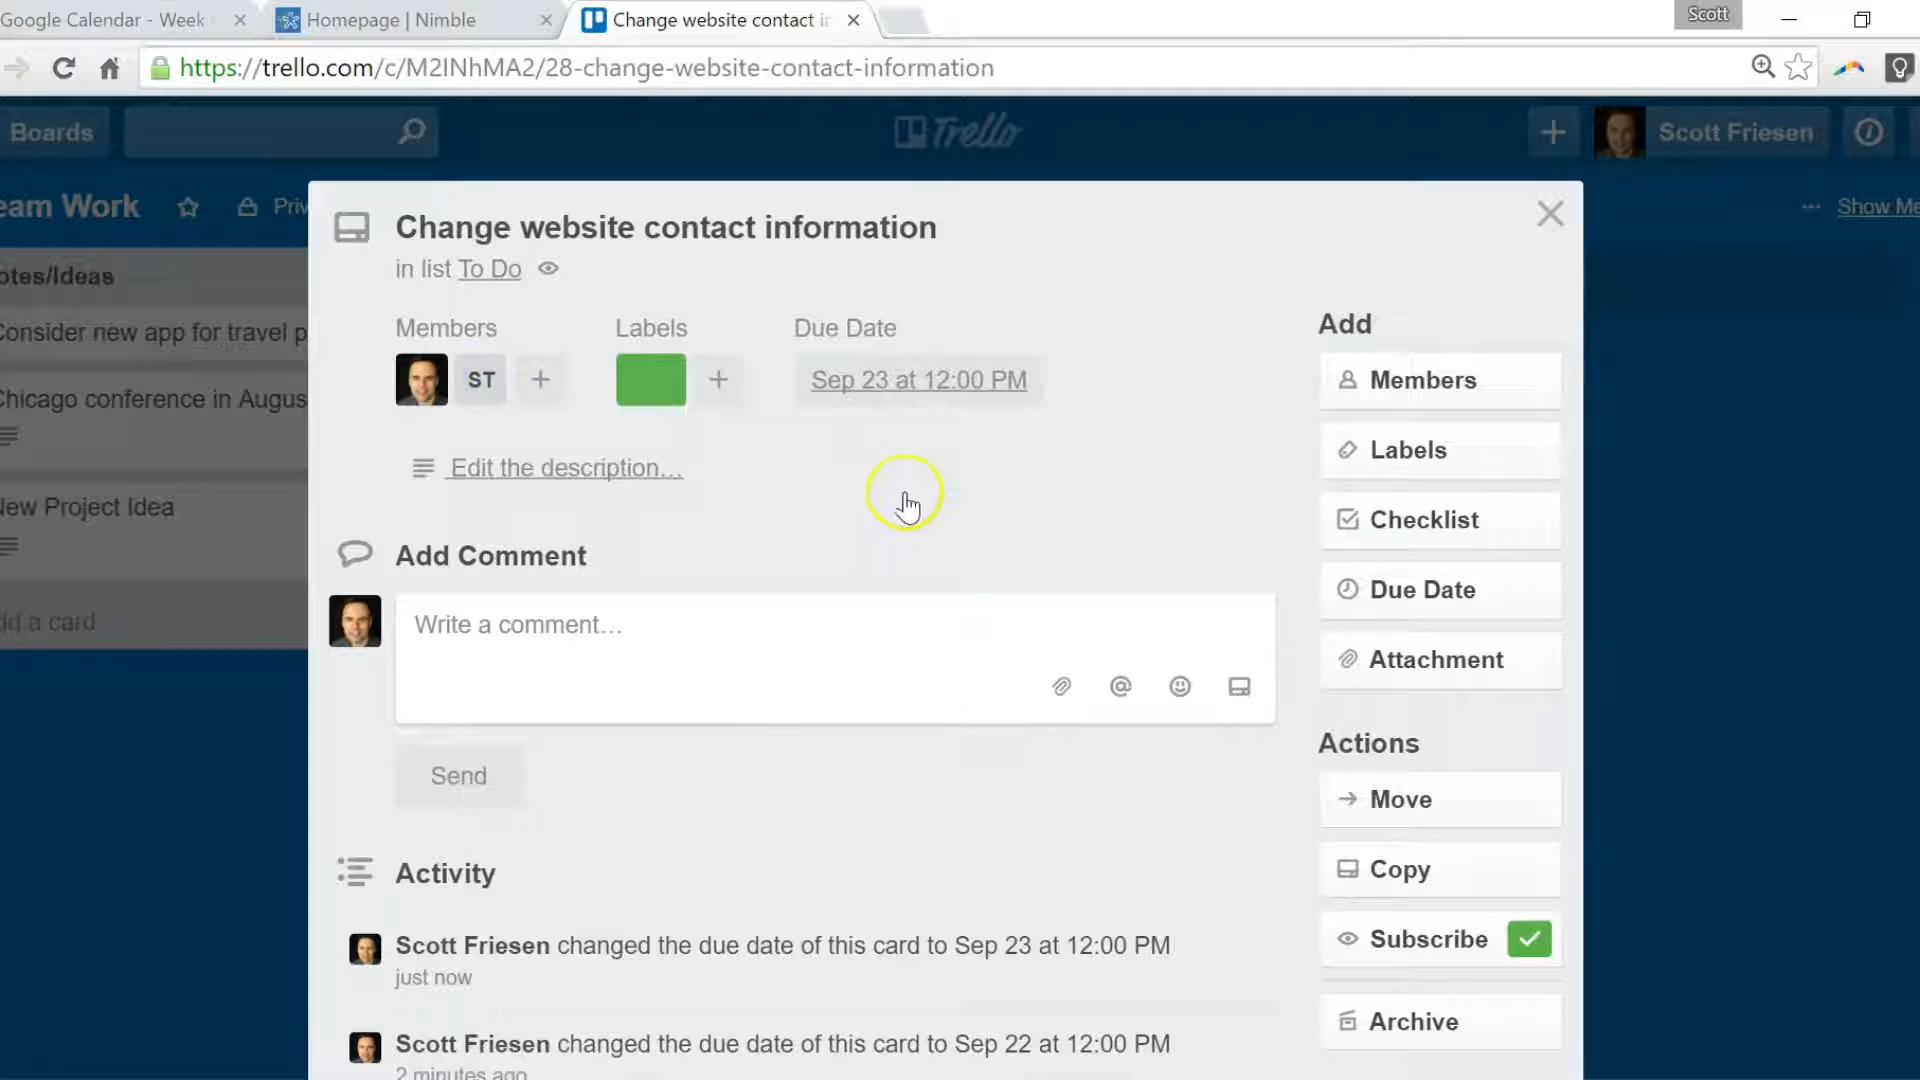 Google Calendar - Week
Homepage | Nimble
Change website contact in
Scott
https://trello.com/c/M2INhMA2/28-change-website-contact-information
Boards
Trello
Scott Friesen
eam Work
Priv
Show Me
otes/Ideas
Consider new app for travel p
Chicago conference in Augus
New Project Idea
dd a card
Change website contact information
in list To Do
Members
Labels
Due Date
ST
Sep 23 at 12:00 PM
Edit the description…
Add Comment
Write a comment…
Send
Activity
Scott Friesen changed the due date of this card to Sep 23 at 12:00 PM
just now
Scott Friesen changed the due date of this card to Sep 22 at 12:00 PM
2 minutes ago
Add
Members
Labels
Checklist
Due Date
Attachment
Actions
Move
Copy
Subscribe
Archive